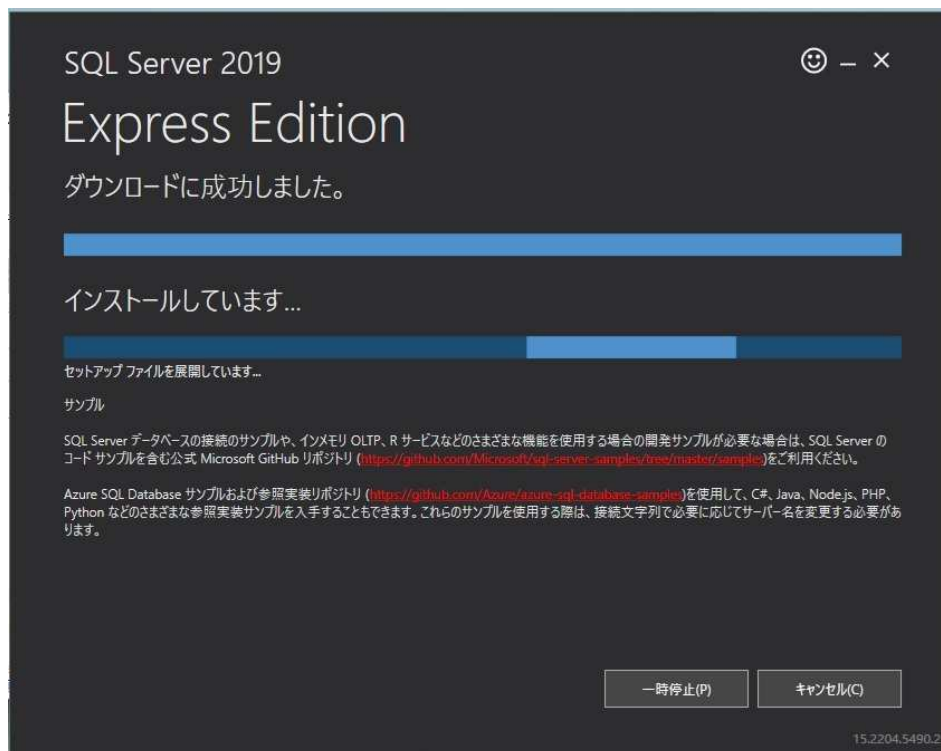 SQL Server 2019
Express Edition
ダウンロードに成功しました。
インストールしています...
セットアップ ファイルを展開しています...
サンプル
SQL Server データベースの接続のサンプルや、インメモリ OLTP、R サービスなどのさまざまな機能を使用する場合の開発サンプルが必要な場合は、SQL Server の
コード サンプルを含む公式 Microsoft GitHub リポジトリ (https://github.com/Microsoft/sql-server-samples/tree/master/samples)をご利用ください。
Azure SQL Database サンプルおよび参照実装リポジトリ (https://github.com/Azure/azure-sql-database-samples)を使用して、C#、Java、Node.js、PHP、
Python などのさまざまな参照実装サンプルを入手することもできます。これらのサンプルを使用する際は、接続文字列で必要に応じてサーバー名を変更する必要があ
ります。
一時停止(P)
キャンセル(C)
15.2204.5490.2